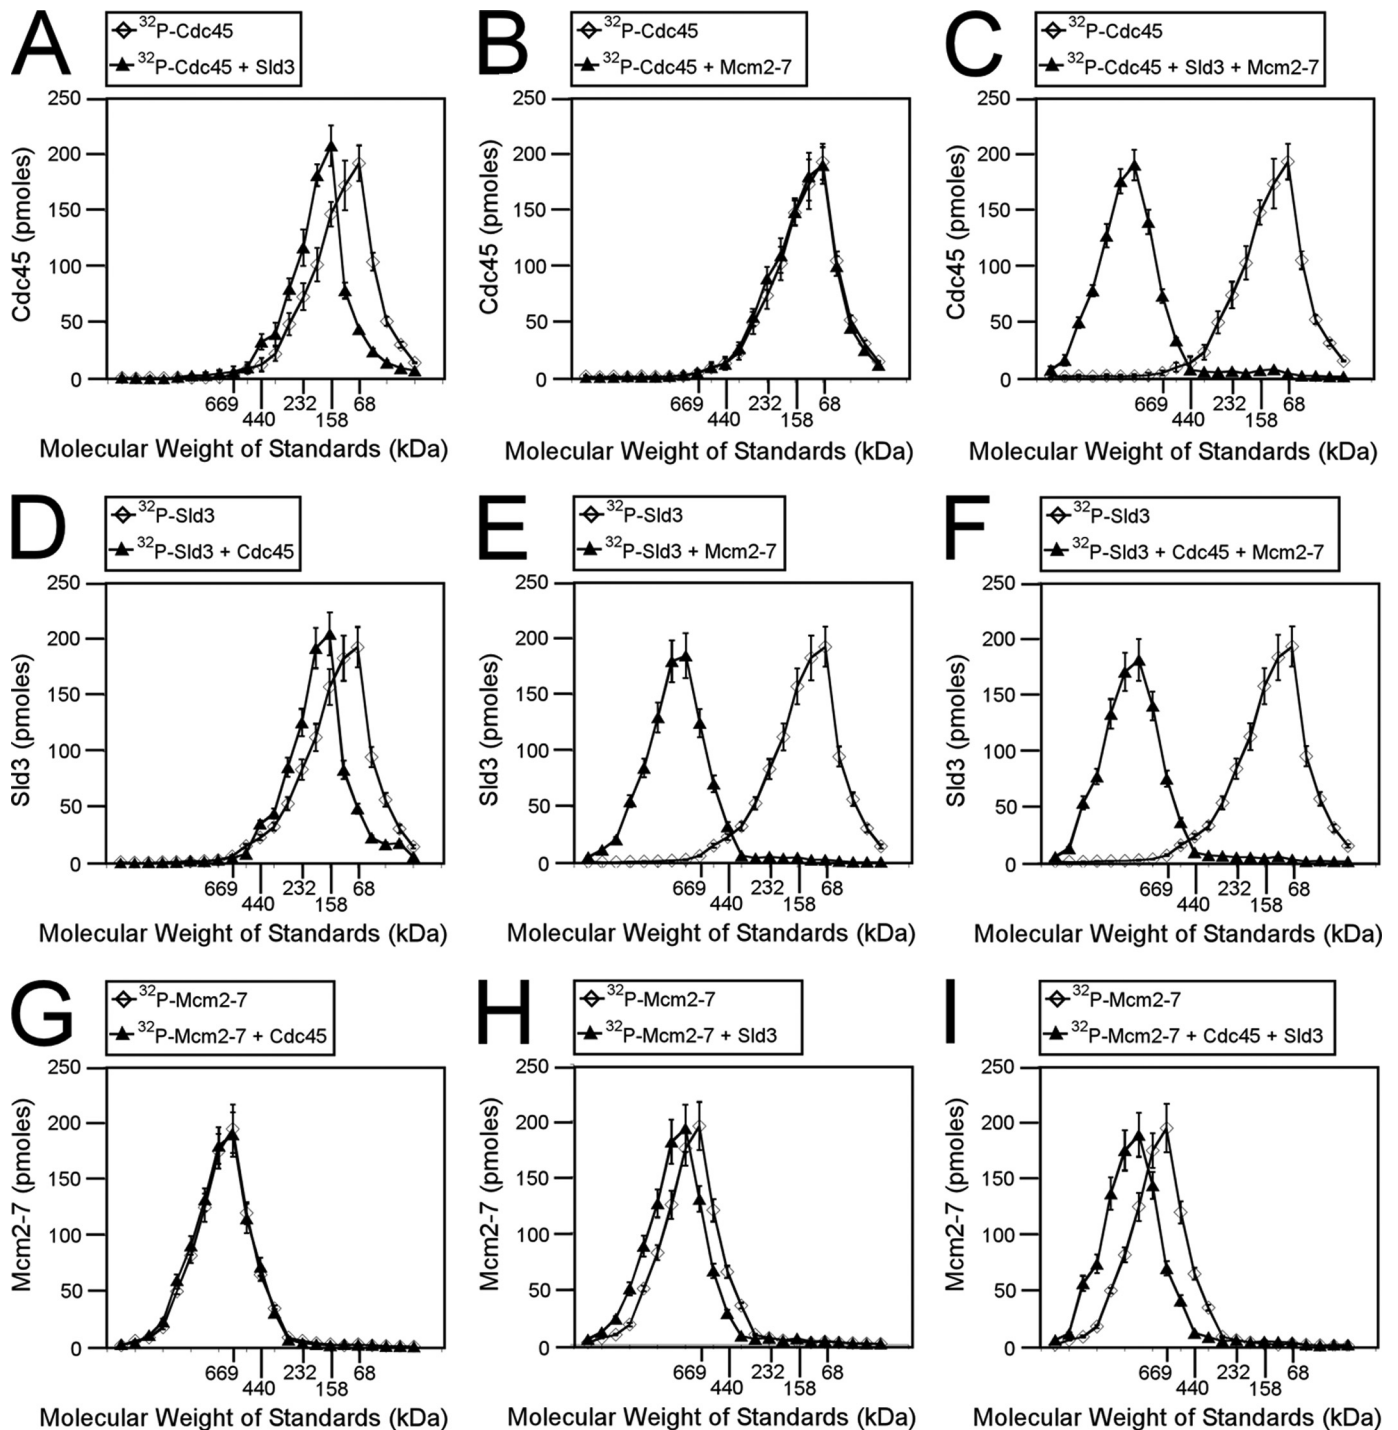 A
³²P-Cdc45
³²P-Cdc45 + Sld3
250
200
150
100
50
0
Cdc45 (pmoles)
669
440
232
158
68
Molecular Weight of Standards (kDa)
B
³²P-Cdc45
³²P-Cdc45 + Mcm2-7
250
200
150
100
50
0
Cdc45 (pmoles)
669
440
232
158
68
Molecular Weight of Standards (kDa)
C
³²P-Cdc45
³²P-Cdc45 + Sld3 + Mcm2-7
250
200
150
100
50
0
Cdc45 (pmoles)
669
440
232
158
68
Molecular Weight of Standards (kDa)
D
³²P-Sld3
³²P-Sld3 + Cdc45
250
200
150
100
50
0
Sld3 (pmoles)
669
440
232
158
68
Molecular Weight of Standards (kDa)
E
³²P-Sld3
³²P-Sld3 + Mcm2-7
250
200
150
100
50
0
Sld3 (pmoles)
669
440
232
158
68
Molecular Weight of Standards (kDa)
F
³²P-Sld3
³²P-Sld3 + Cdc45 + Mcm2-7
250
200
150
100
50
0
Sld3 (pmoles)
669
440
232
158
68
Molecular Weight of Standards (kDa)
G
³²P-Mcm2-7
³²P-Mcm2-7 + Cdc45
250
200
150
100
50
0
Mcm2-7 (pmoles)
669
440
232
158
68
Molecular Weight of Standards (kDa)
H
³²P-Mcm2-7
³²P-Mcm2-7 + Sld3
250
200
150
100
50
0
Mcm2-7 (pmoles)
669
440
232
158
68
Molecular Weight of Standards (kDa)
I
³²P-Mcm2-7
³²P-Mcm2-7 + Cdc45 + Sld3
250
200
150
100
50
0
Mcm2-7 (pmoles)
669
440
232
158
68
Molecular Weight of Standards (kDa)